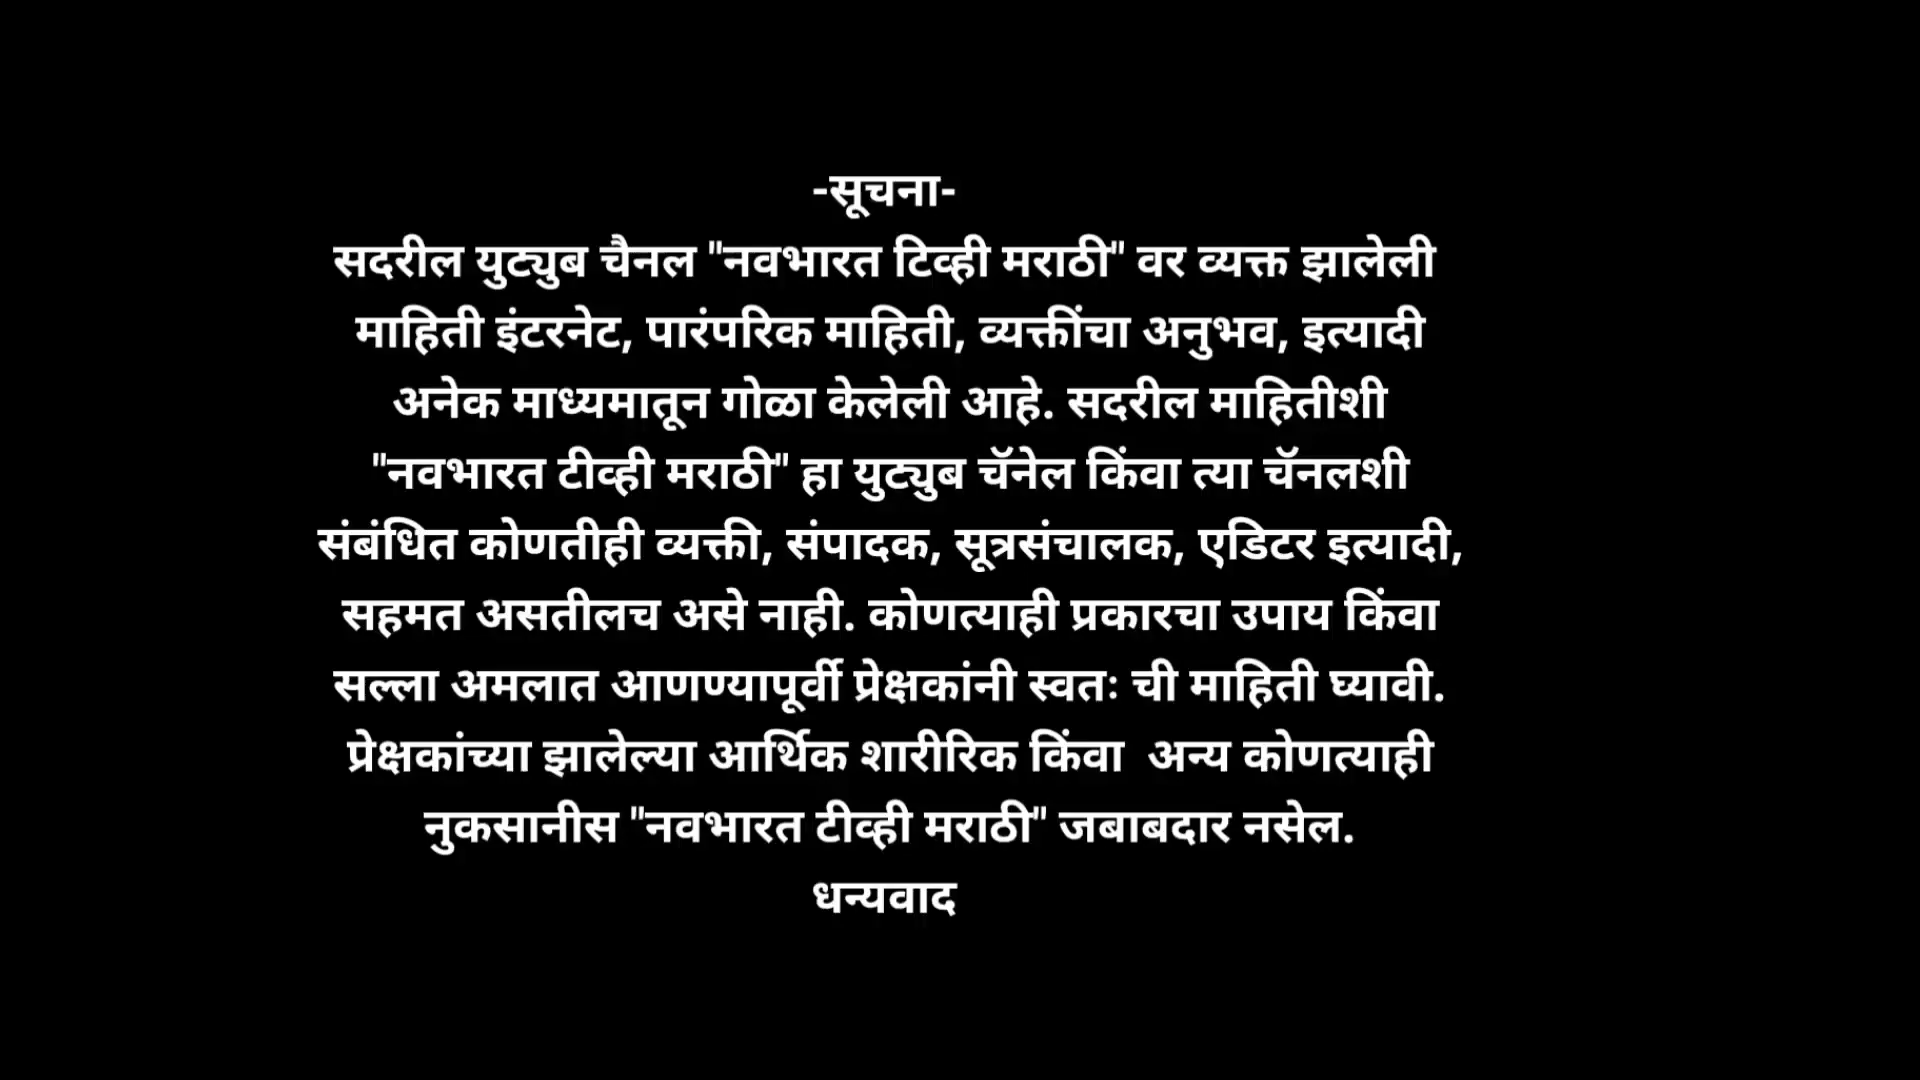 -सूचना-
सदरील युट्युब चैनल "नवभारत टिव्ही मराठी" वर व्यक्त झालेली
माहिती इंटरनेट, पारंपरिक माहिती, व्यक्तींचा अनुभव, इत्यादी
अनेक माध्यमातून गोळा केलेली आहे. सदरील माहितीशी
"नवभारत टीव्ही मराठी" हा युट्युब चॅनेल किंवा त्या चॅनलशी
संबंधित कोणतीही व्यक्ती, संपादक, सूत्रसंचालक, एडिटर इत्यादी,
सहमत असतीलच असे नाही. कोणत्याही प्रकारचा उपाय किंवा
सल्ला अमलात आणण्यापूर्वी प्रेक्षकांनी स्वतः ची माहिती घ्यावी.
प्रेक्षकांच्या झालेल्या आर्थिक शारीरिक किंवा  अन्य कोणत्याही
नुकसानीस "नवभारत टीव्ही मराठी" जबाबदार नसेल.
धन्यवाद